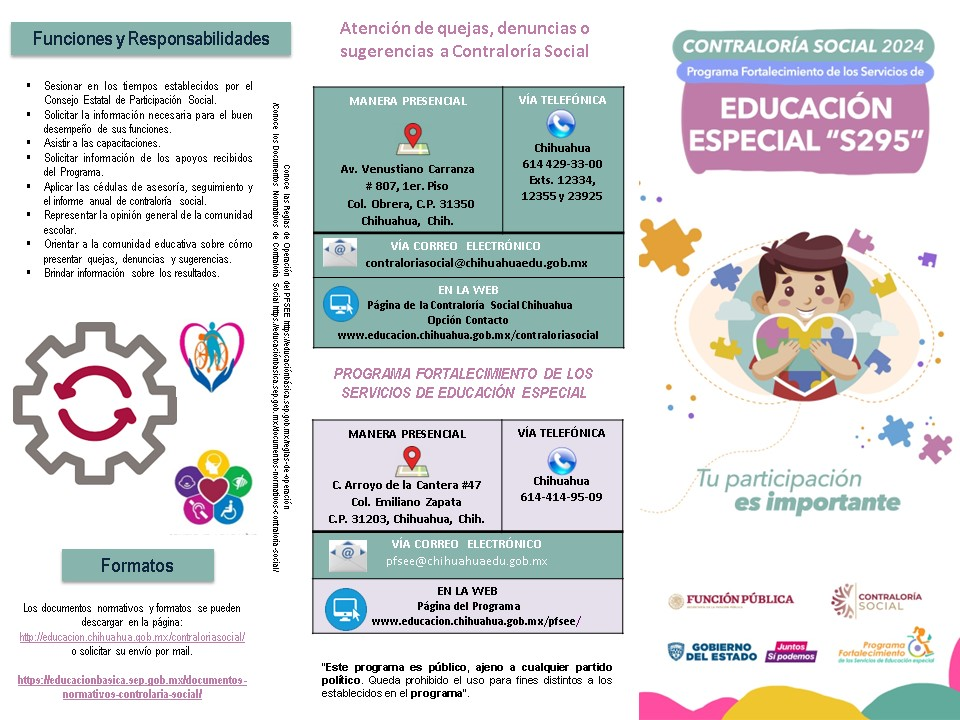 Funciones y Responsabilidades
▪ Sesionar en los tiempos establecidos por el
Consejo Estatal de Participación Social.
▪ Solicitar la información necesaria para el buen
desempeño de sus funciones.
▪ Asistir a las capacitaciones.
▪ Solicitar información de los apoyos recibidos
del Programa.
▪ Aplicar las cédulas de asesoría, seguimiento y
el informe anual de contraloría social.
▪ Representar la opinión general de la comunidad
escolar.
▪ Orientar a la comunidad educativa sobre cómo
presentar quejas, denuncias y sugerencias.
▪ Brindar información sobre los resultados.
Formatos
Los documentos normativos y formatos se pueden
descargar en la página:
http://educacion.chihuahua.gob.mx/contraloriasocial/
o solicitar su envío por mail.
https://educacionbasica.sep.gob.mx/documentos-
normativos-controlaria-social/
Conoce las Reglas de Operación del PFSEE https://educacionbásica.sep.gob.mx/reglas-de-operación
/Conoce los Documentos Normativos de Contraloría Social https://educacionbasica.sep.gob.mx/documentos-normativos-contraloria-social/
Atención de quejas, denuncias o
sugerencias a Contraloría Social
MANERA PRESENCIAL
Av. Venustiano Carranza
# 807, 1er. Piso
Col. Obrera, C.P. 31350
Chihuahua, Chih.
VÍA TELEFÓNICA
Chihuahua
614 429-33-00
Exts. 12334,
12355 y 23925
VÍA CORREO ELECTRÓNICO
contraloriasocial@chihuahuaedu.gob.mx
EN LA WEB
Página de la Contraloría Social Chihuahua
Opción Contacto
www.educacion.chihuahua.gob.mx/contraloriasocial
PROGRAMA FORTALECIMIENTO DE LOS
SERVICIOS DE EDUCACIÓN ESPECIAL
MANERA PRESENCIAL
C. Arroyo de la Cantera #47
Col. Emiliano Zapata
C.P. 31203, Chihuahua, Chih.
VÍA TELEFÓNICA
Chihuahua
614-414-95-09
VÍA CORREO ELECTRÓNICO
pfsee@chihuahuaedu.gob.mx
EN LA WEB
Página del Programa
www.educacion.chihuahua.gob.mx/pfsee/
"Este programa es público, ajeno a cualquier partido
político. Queda prohibido el uso para fines distintos a los
establecidos en el programa".
CONTRALORÍA SOCIAL 2024
Programa Fortalecimiento de los Servicios de
EDUCACIÓN
ESPECIAL “S295”
Tu participación
es importante
FUNCIÓN PÚBLICA
CONTRALORÍA
SOCIAL
GOBIERNO
DEL ESTADO
Juntos
Sí podemos
Programa
Fortalecimiento
de los Servicios de Educación especial